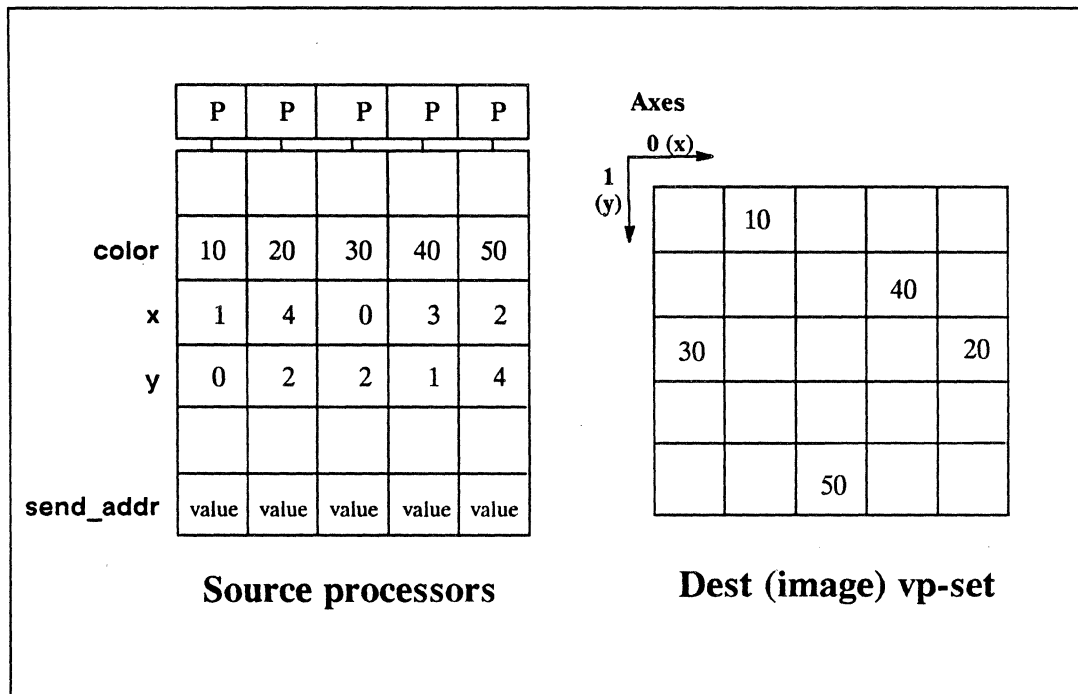 P P P P P
color 10 20 30 40 50
x 1 4 0 3 2
y 0 2 2 1 4
send_addr value value value value value
Source processors
Axes
0 (x)
1
(y)
10
40
30 20
50
Dest (image) vp-set